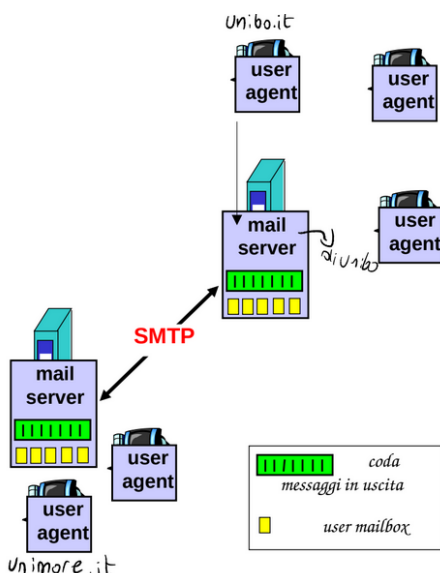 unibo.it
user
agent
user
agent
mail
server
user
agent
di unibo
SMTP
mail
server
user
agent
user
agent
unimore.it
coda
messaggi in uscita
user mailbox